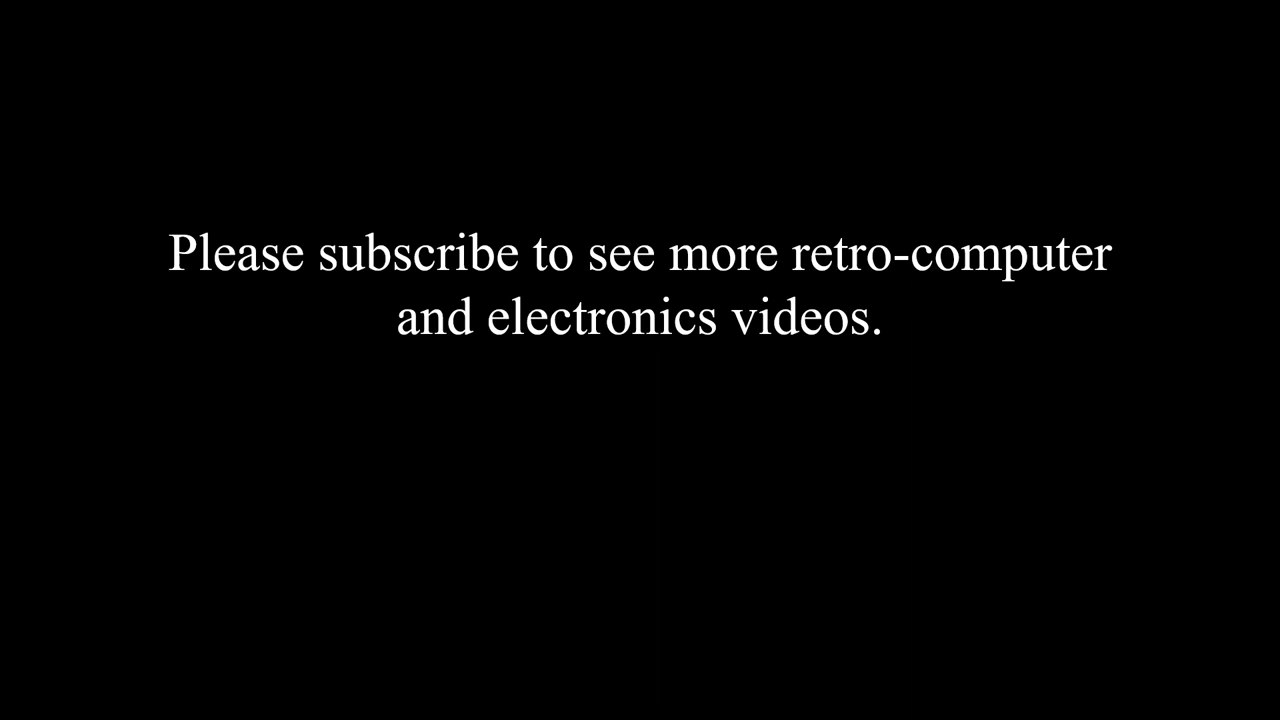 Please subscribe to see more retro-computer
and electronics videos.